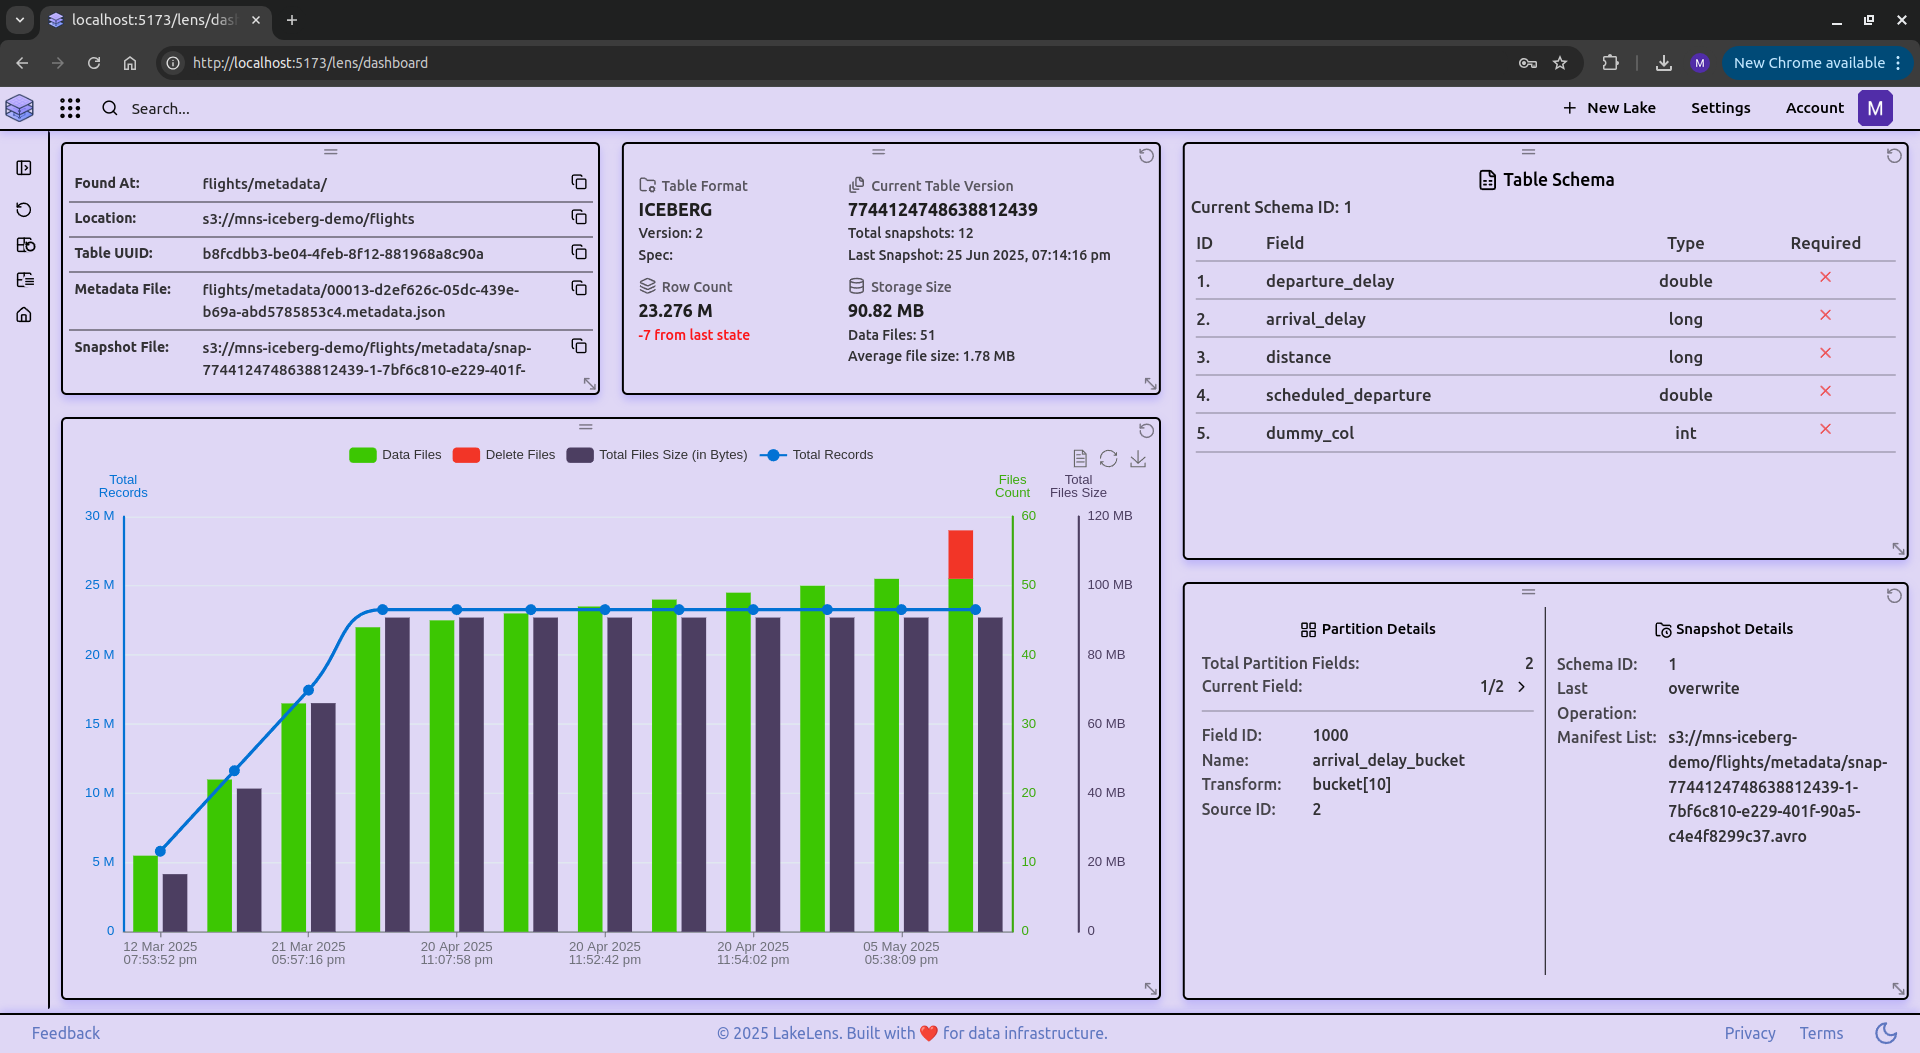 localhost:5173/lens/das
http://localhost:5173/lens/dashboard
M
New Chrome available
Search...
New Lake
Settings
Account
M
Found At: flights/metadata/
Location: s3://mns-iceberg-demo/flights
Table UUID: b8fcdbb3-be04-4feb-8f12-881968a8c90a
Metadata File: flights/metadata/00013-d2ef626c-05dc-439e-
b69a-abd5785853c4.metadata.json
Snapshot File: s3://mns-iceberg-demo/flights/metadata/snap-
7744124748638812439-1-7bf6c810-e229-401f-
Table Format
ICEBERG
Version: 2
Spec:
Current Table Version
7744124748638812439
Total snapshots: 12
Last Snapshot: 25 Jun 2025, 07:14:16 pm
Row Count
23.276 M
-7 from last state
Storage Size
90.82 MB
Data Files: 51
Average file size: 1.78 MB
Table Schema
Current Schema ID: 1
ID Field Type Required
1. departure_delay double
2. arrival_delay long
3. distance long
4. scheduled_departure double
5. dummy_col int
Data Files Delete Files Total Files Size (in Bytes) Total Records
Total
Records
Files
Count
Total
Files Size
30 M 60 120 MB
25 M 50 100 MB
20 M 40 80 MB
15 M 30 60 MB
10 M 20 40 MB
5 M 10 20 MB
0 0 0
12 Mar 2025
07:53:52 pm
21 Mar 2025
05:57:16 pm
20 Apr 2025
11:07:58 pm
20 Apr 2025
11:52:42 pm
20 Apr 2025
11:54:02 pm
05 May 2025
05:38:09 pm
Partition Details
Total Partition Fields: 2
Current Field: 1/2
Field ID: 1000
Name: arrival_delay_bucket
Transform: bucket[10]
Source ID: 2
Snapshot Details
Schema ID: 1
Last overwrite
Operation:
Manifest List: s3://mns-iceberg-
demo/flights/metadata/snap-
7744124748638812439-1-
7bf6c810-e229-401f-90a5-
c4e4f8299c37.avro
Feedback
© 2025 LakeLens. Built with ❤️ for data infrastructure.
Privacy
Terms